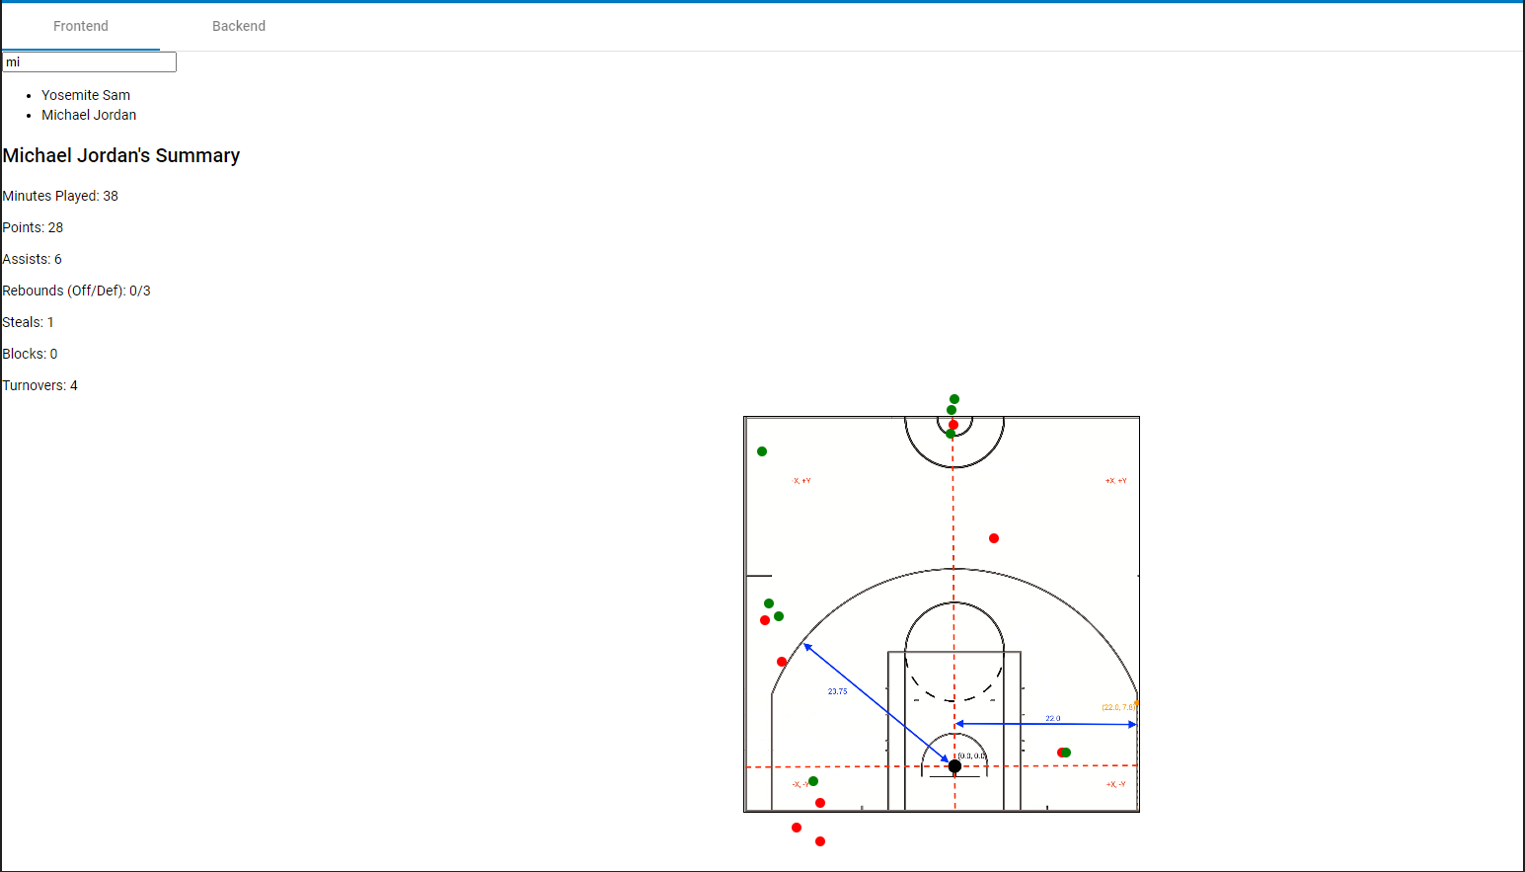 Frontend Backend
mi
Yosemite Sam
Michael Jordan
Michael Jordan's Summary
Minutes Played: 38
Points: 28
Assists: 6
Rebounds (Off/Def): 0/3
Steals: 1
Blocks: 0
Turnovers: 4
-X, +Y
+X, +Y
23.75
(22.0, 7.8)
22.0
(0.0, 0.0)
-X, -Y
+X, -Y